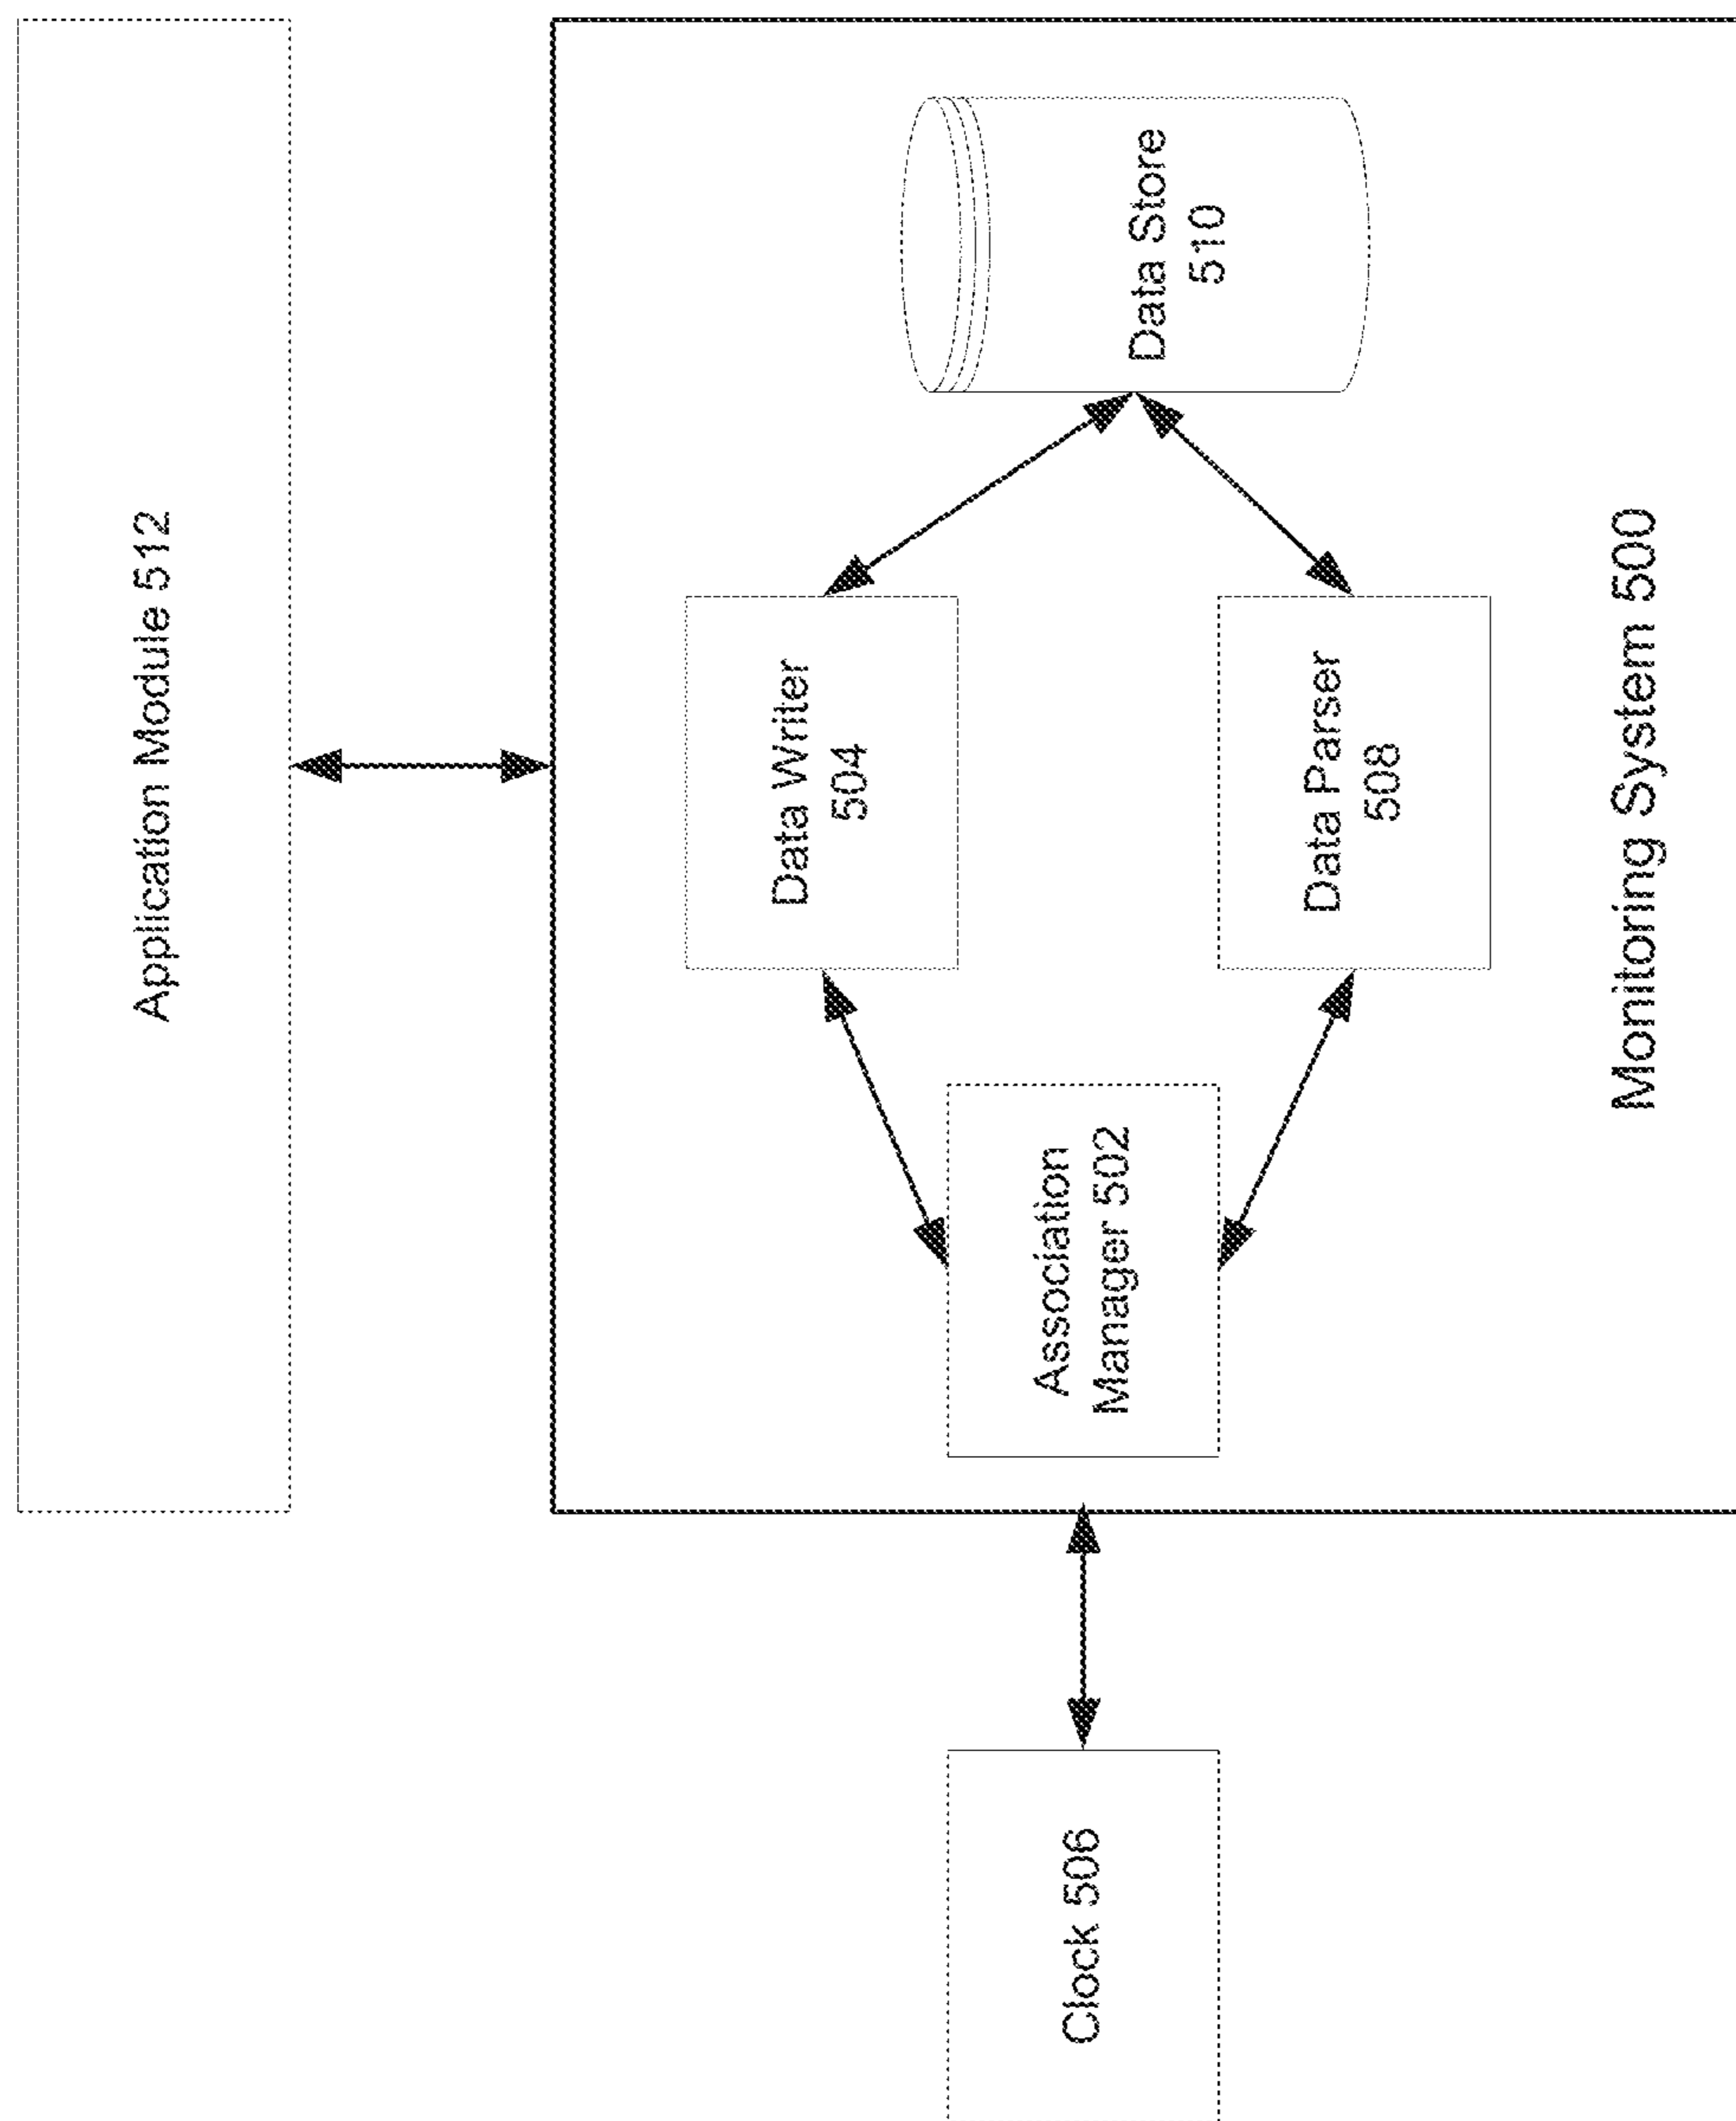 Application Module 512
Data Writer
504
Data Store
510
Association
Manager 502
Data Parser
508
Clock 506
Monitoring System 500